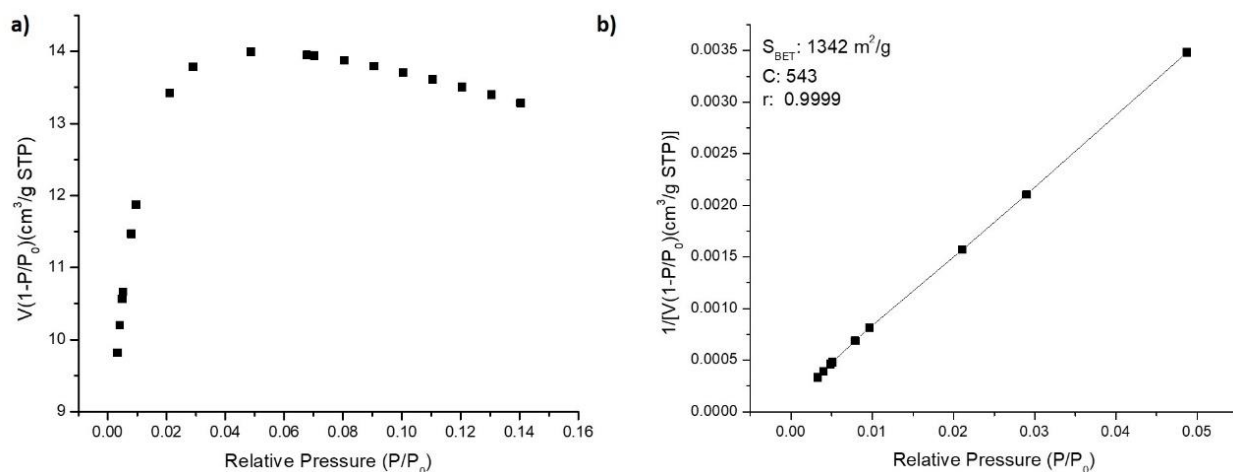 a)
V(1-P/P₀)(cm³/g STP)
14
13
12
11
10
9
0.00 0.02 0.04 0.06 0.08 0.10 0.12 0.14 0.16
Relative Pressure (P/P₀)
b)
S_BET: 1342 m²/g
C: 543
r: 0.9999
1/[V(1-P/P₀)(cm³/g STP)]
0.0035
0.0030
0.0025
0.0020
0.0015
0.0010
0.0005
0.0000
0.00 0.01 0.02 0.03 0.04 0.05
Relative Pressure (P/P₀)